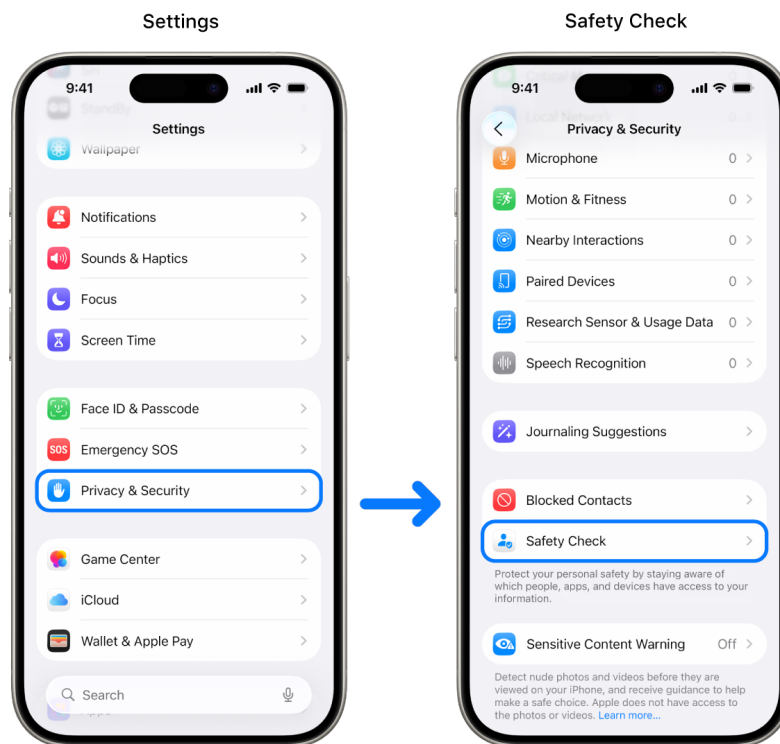 Settings
Safety Check
9:41
StandBy
Settings
Wallpaper
Notifications
Sounds & Haptics
Focus
Screen Time
Face ID & Passcode
SOS
Emergency SOS
Privacy & Security
Game Center
iCloud
Wallet & Apple Pay
Search
Apps
9:41
Local Network
Privacy & Security
Microphone 0
Motion & Fitness 0
Nearby Interactions 0
Paired Devices 0
Research Sensor & Usage Data 0
Speech Recognition 0
Journaling Suggestions
Blocked Contacts
Safety Check
Protect your personal safety by staying aware of
which people, apps, and devices have access to your
information.
Sensitive Content Warning Off
Detect nude photos and videos before they are
viewed on your iPhone, and receive guidance to help
make a safe choice. Apple does not have access to
the photos or videos. Learn more...